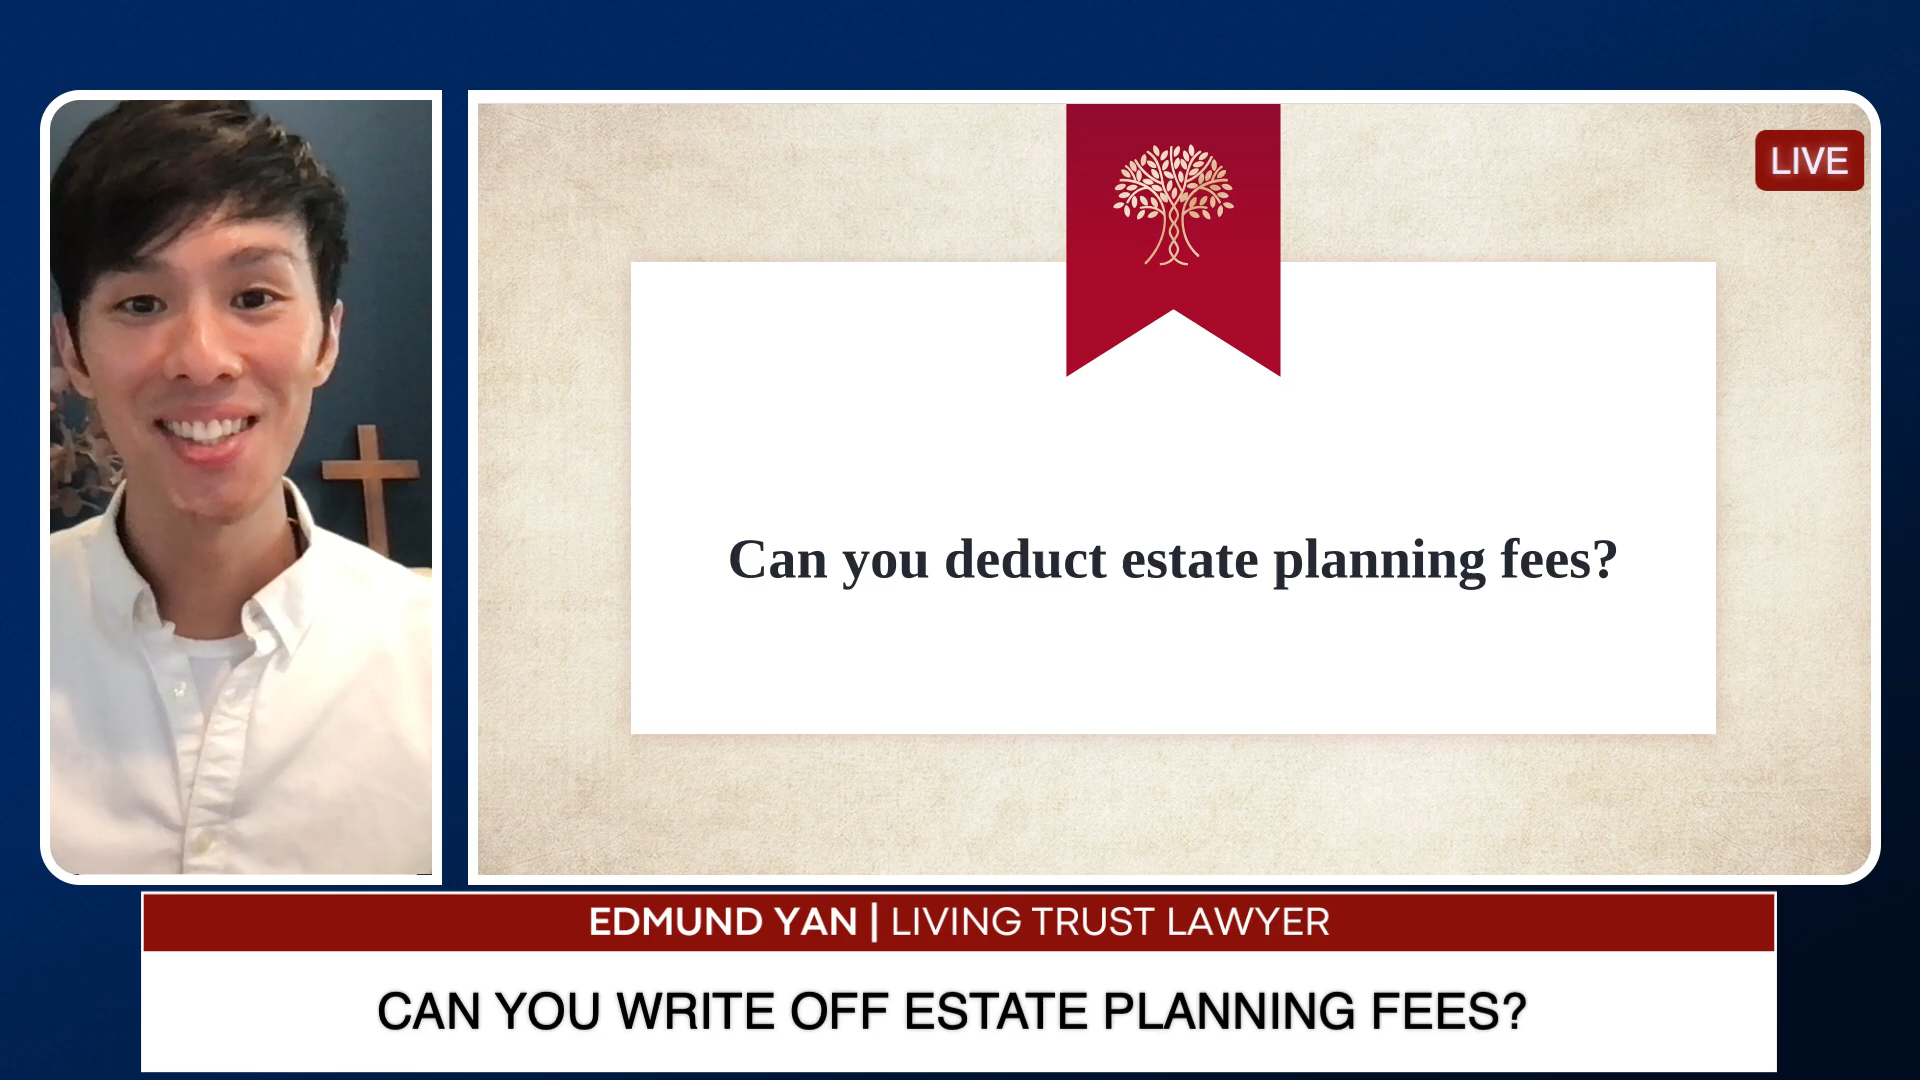 LIVE
Can you deduct estate planning fees?
EDMUND YAN | LIVING TRUST LAWYER
CAN YOU WRITE OFF ESTATE PLANNING FEES?